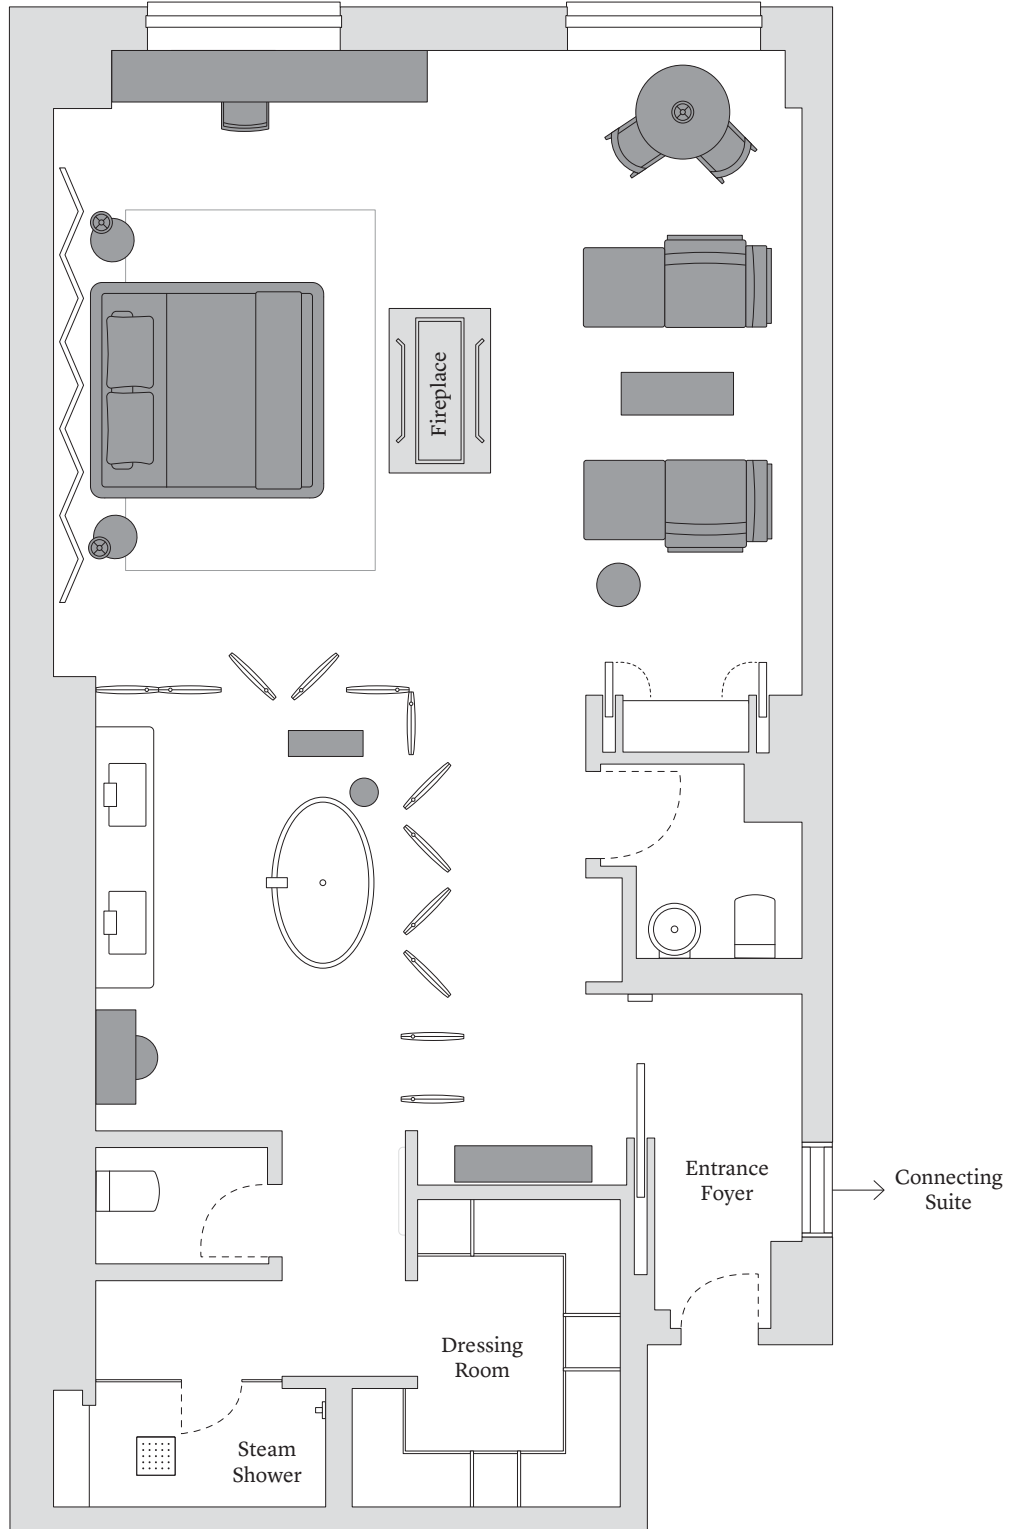 Fireplace
Entrance
Foyer
Connecting
Suite
Dressing
Room
Steam
Shower